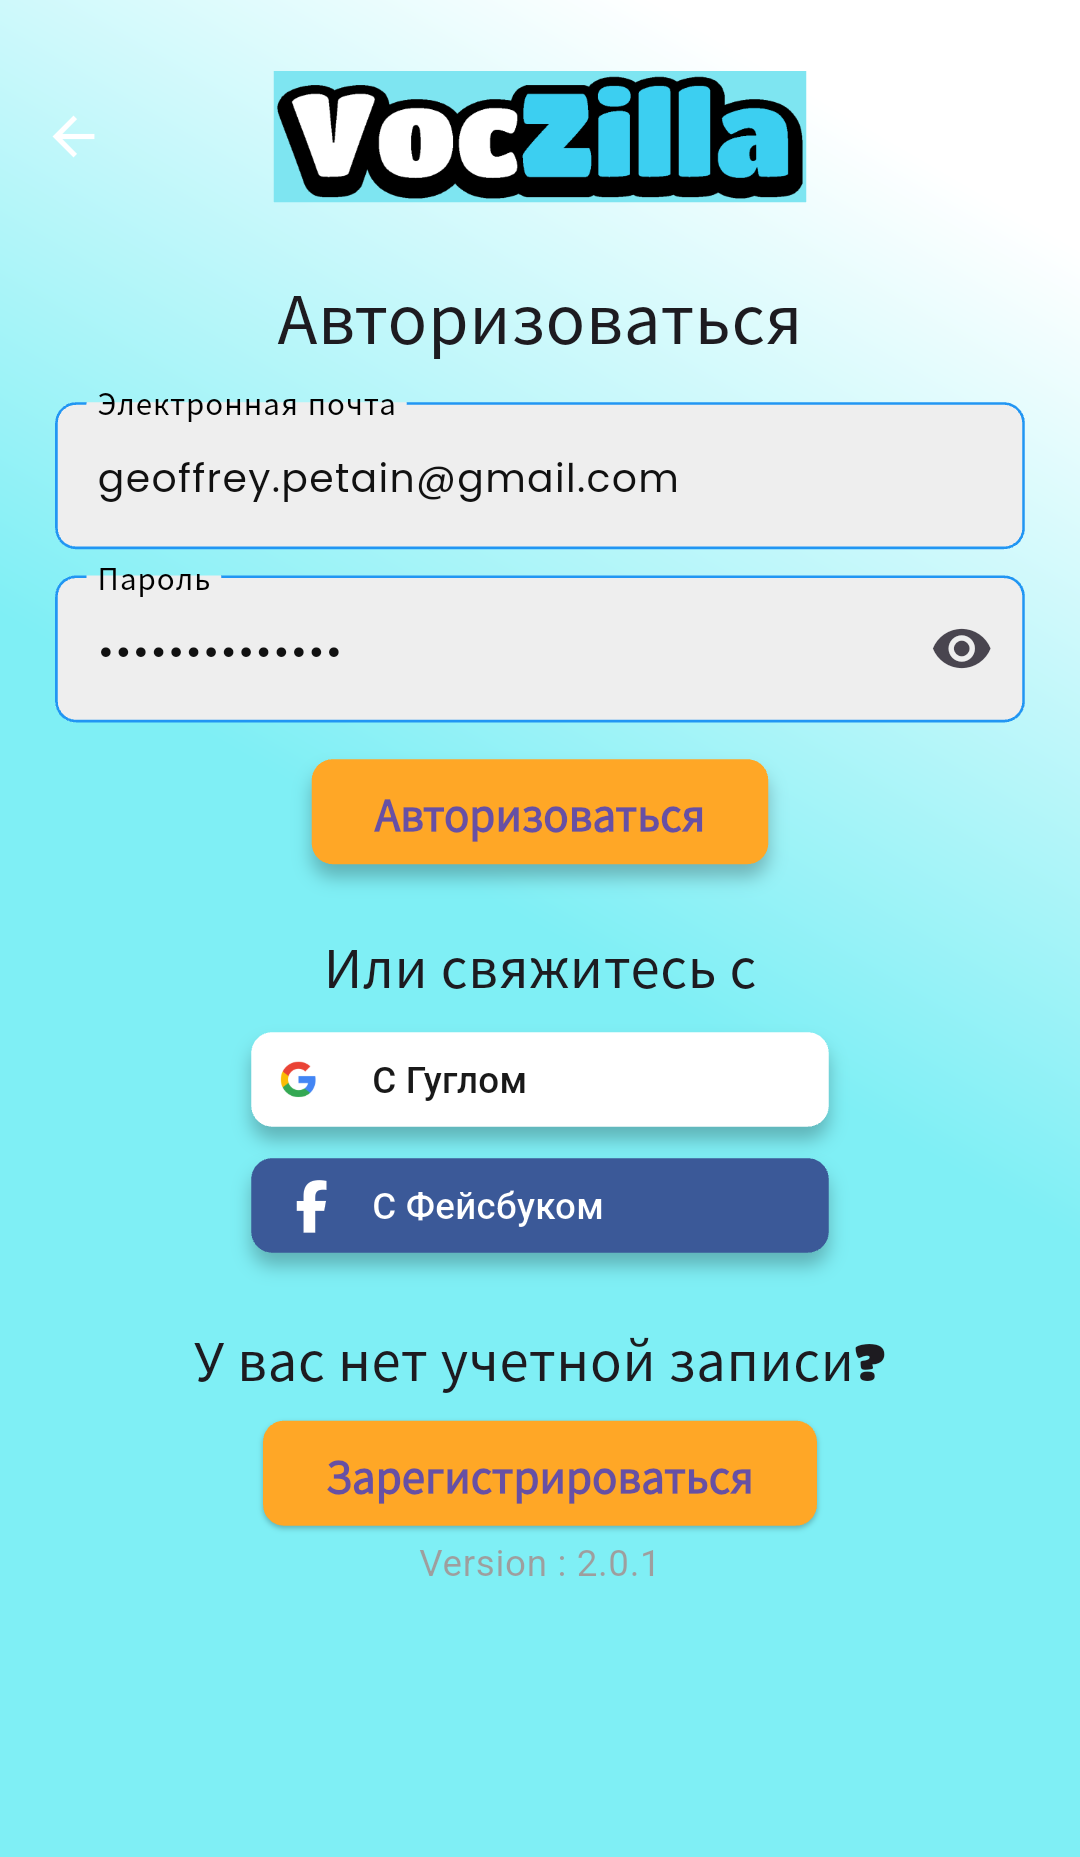 VocZilla
Авторизоваться
Электронная почта
geoffrey.petain@gmail.com
Пароль
••••••••••••••
Авторизоваться
Или свяжитесь с
С Гуглом
С Фейсбуком
У вас нет учетной записи?
Зарегистрироваться
Version : 2.0.1